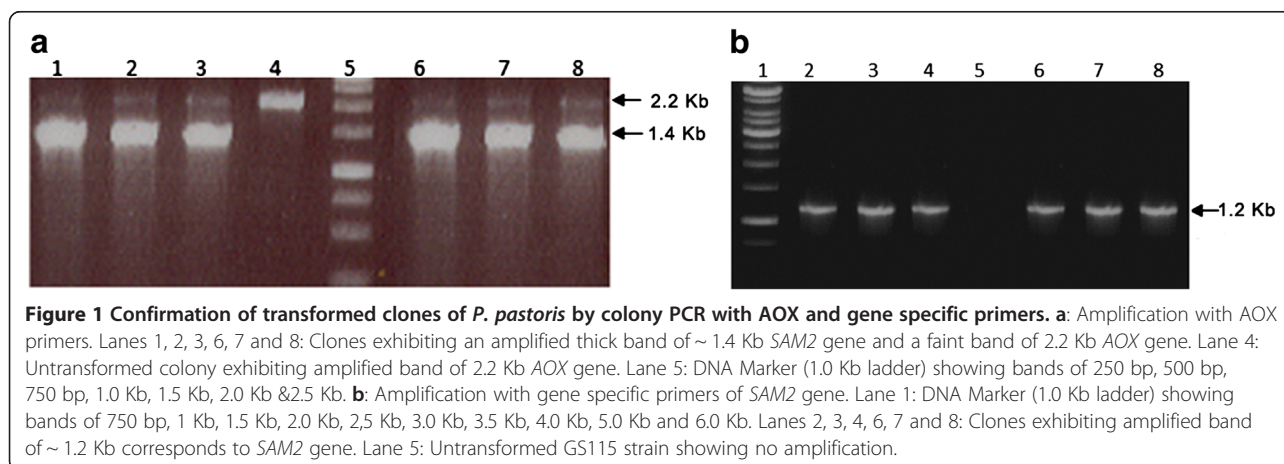 a
1 2 3 4 5 6 7 8
2.2 Kb
1.4 Kb
b
1 2 3 4 5 6 7 8
1.2 Kb
Figure 1 Confirmation of transformed clones of P. pastoris by colony PCR with AOX and gene specific primers. a: Amplification with AOX
primers. Lanes 1, 2, 3, 6, 7 and 8: Clones exhibiting an amplified thick band of ~ 1.4 Kb SAM2 gene and a faint band of 2.2 Kb AOX gene. Lane 4:
Untransformed colony exhibiting amplified band of 2.2 Kb AOX gene. Lane 5: DNA Marker (1.0 Kb ladder) showing bands of 250 bp, 500 bp,
750 bp, 1.0 Kb, 1.5 Kb, 2.0 Kb &2.5 Kb. b: Amplification with gene specific primers of SAM2 gene. Lane 1: DNA Marker (1.0 Kb ladder) showing
bands of 750 bp, 1 Kb, 1.5 Kb, 2.0 Kb, 2,5 Kb, 3.0 Kb, 3.5 Kb, 4.0 Kb, 5.0 Kb and 6.0 Kb. Lanes 2, 3, 4, 6, 7 and 8: Clones exhibiting amplified band
of ~ 1.2 Kb corresponds to SAM2 gene. Lane 5: Untransformed GS115 strain showing no amplification.